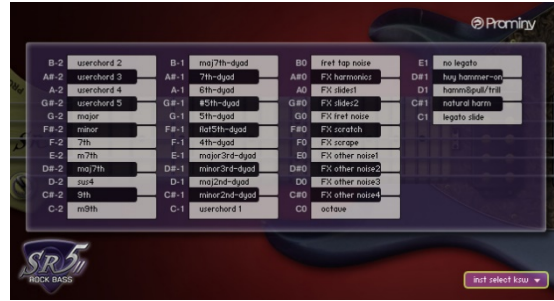 Prominy
B-2 userchord 2 B-1 maj7th-dyad B0 fret tap noise E1 no legato
A#-2 userchord 3 A#-1 7th-dyad A#0 FX harmonics D#1 hvy hammer-on
A-2 userchord 4 A-1 6th-dyad A0 FX slides1 D1 hamm&pull/trill
G#-2 userchord 5 G#-1 #5th-dyad G#0 FX slides2 C#1 natural harm
G-2 major G-1 5th-dyad G0 FX fret noise C1 legato slide
F#-2 minor F#-1 flat5th-dyad F#0 FX scratch
F-2 7th F-1 4th-dyad F0 FX scrape
E-2 m7th E-1 major3rd-dyad E0 FX other noise1
D#-2 maj7th D#-1 minor3rd-dyad D#0 FX other noise2
D-2 sus4 D-1 maj2nd-dyad D0 FX other noise3
C#-2 9th C#-1 minor2nd-dyad C#0 FX other noise4
C-2 m9th C-1 userchord 1 C0 octave
SR5
ROCK BASS
inst select ksw